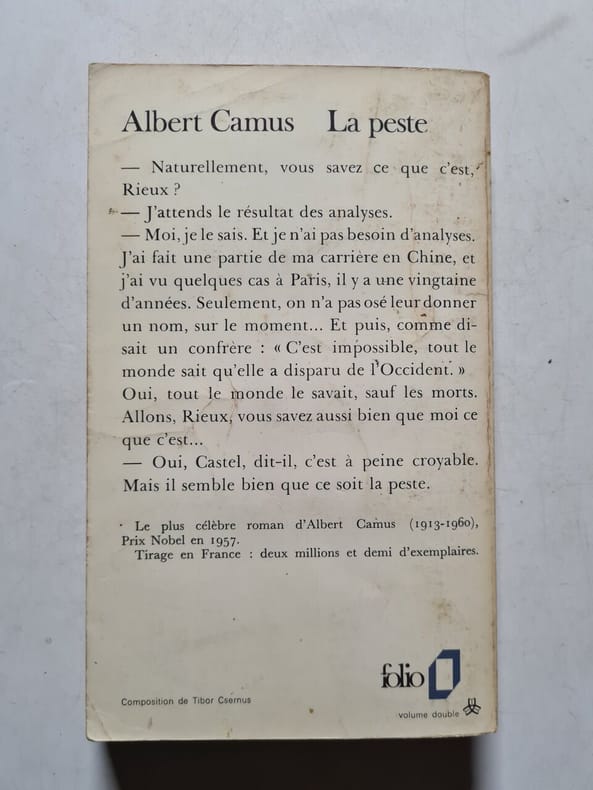 Albert Camus La peste
— Naturellement, vous savez ce que c'est,
Rieux ?
— J'attends le résultat des analyses.
— Moi, je le sais. Et je n'ai pas besoin d'analyses.
J'ai fait une partie de ma carrière en Chine, et
j'ai vu quelques cas à Paris, il y a une vingtaine
d'années. Seulement, on n'a pas osé leur donner
un nom, sur le moment... Et puis, comme di-
sait un confrère : « C'est impossible, tout le
monde sait qu'elle a disparu de l'Occident. »
Oui, tout le monde le savait, sauf les morts.
Allons, Rieux, vous savez aussi bien que moi ce
que c'est...
— Oui, Castel, dit-il, c'est à peine croyable.
Mais il semble bien que ce soit la peste.
Le plus célèbre roman d'Albert Camus (1913-1960),
Prix Nobel en 1957.
Tirage en France : deux millions et demi d'exemplaires.
folio
Composition de Tibor Csernus
volume double